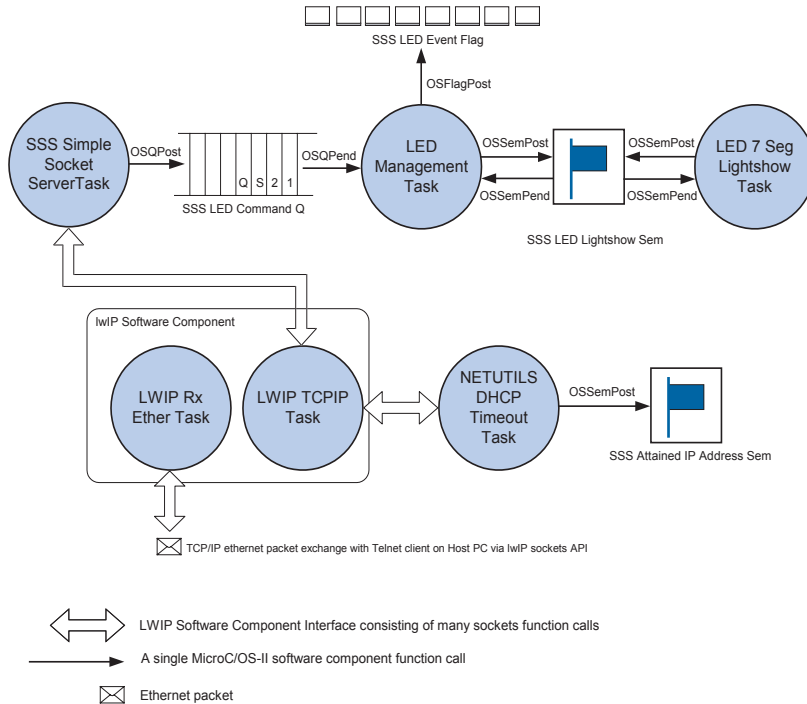 SSS LED Event Flag
OSFlagPost
SSS Simple
Socket
ServerTask
OSQPost
Q S 2 1
OSQPend
SSS LED Command Q
LED
Management
Task
OSSemPost
OSSemPend
OSSemPost
OSSemPend
LED 7 Seg
Lightshow
Task
SSS LED Lightshow Sem
lwIP Software Component
LWIP Rx
Ether Task
LWIP TCPIP
Task
NETUTILS
DHCP
Timeout
Task
OSSemPost
SSS Attained IP Address Sem
TCP/IP ethernet packet exchange with Telnet client on Host PC via lwIP sockets API
LWIP Software Component Interface consisting of many sockets function calls
A single MicroC/OS-II software component function call
Ethernet packet